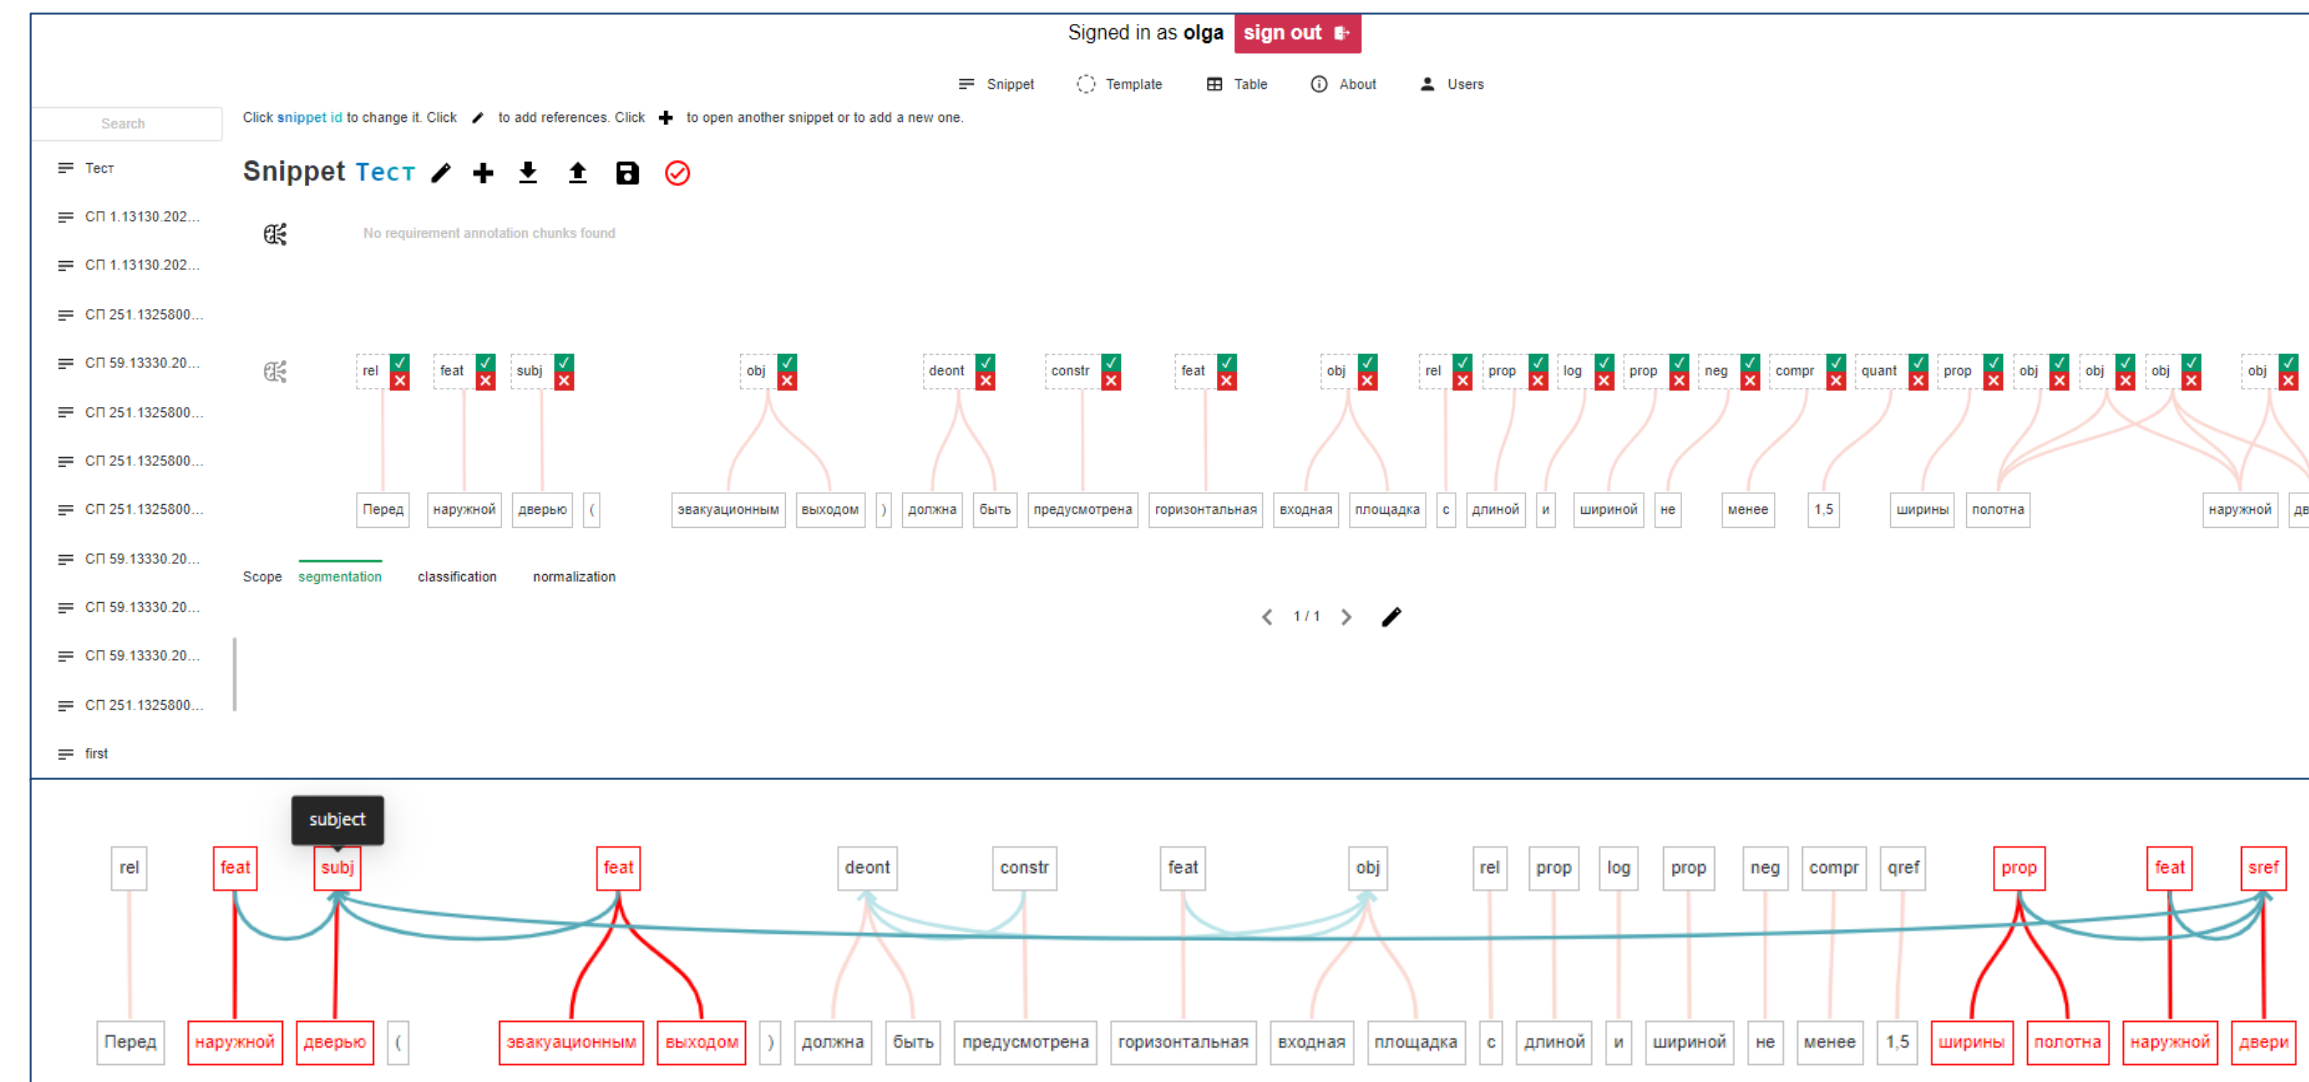 Signed in as olga sign out
Snippet Template Table About Users
Search
Click snippet id to change it. Click to add references. Click to open another snippet or to add a new one.
Тест
Snippet Тест
СП 1.13130.202...
No requirement annotation chunks found
СП 1.13130.202...
СП 251.1325800...
СП 59.13330.20...
rel feat subj obj deont constr feat obj rel prop log prop neg compr quant prop obj obj obj obj
СП 251.1325800...
СП 251.1325800...
СП 251.1325800...
Перед наружной дверью ( эвакуационным выходом ) должна быть предусмотрена горизонтальная входная площадка с длиной и шириной не менее 1,5 ширины полотна наружной дв
СП 59.13330.20...
Scope segmentation classification normalization
СП 59.13330.20...
1 / 1
СП 59.13330.20...
СП 251.1325800...
first
subject
rel feat subj feat deont constr feat obj rel prop log prop neg compr qref prop feat sref
Перед наружной дверью ( эвакуационным выходом ) должна быть предусмотрена горизонтальная входная площадка с длиной и шириной не менее 1,5 ширины полотна наружной двери